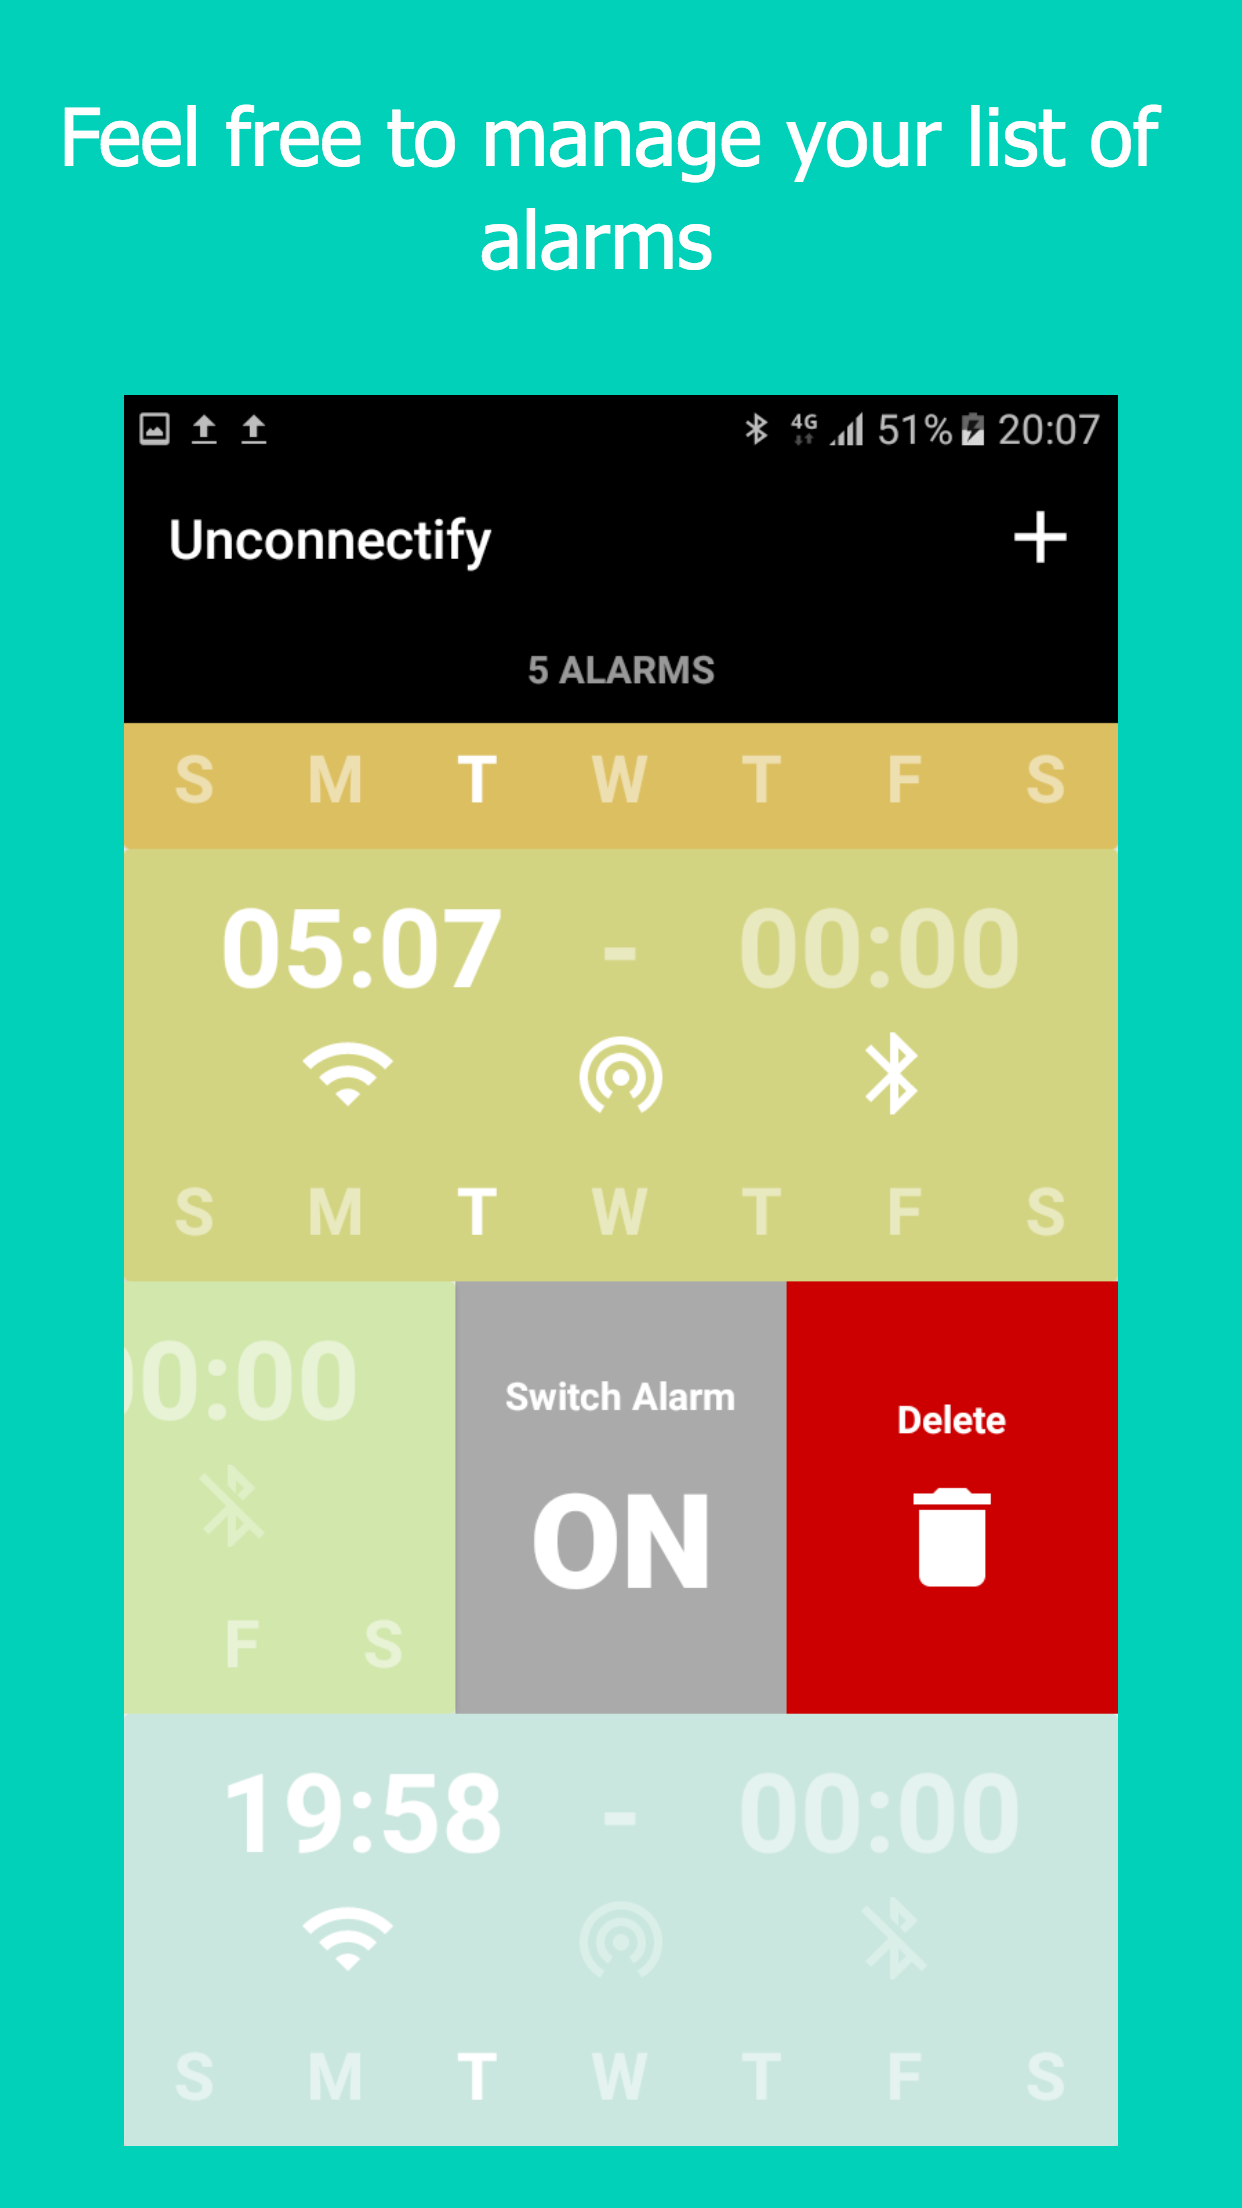 Feel free to manage your list of
alarms
4G 51% 20:07
Unconnectify
5 ALARMS
S M T W T F S
05:07 - 00:00
S M T W T F S
00:00
Switch Alarm
Delete
ON
F S
19:58 - 00:00
S M T W T F S